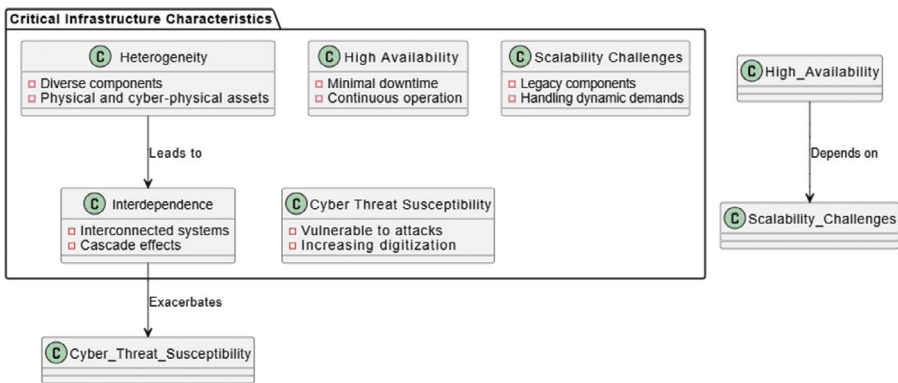 Critical Infrastructure Characteristics
C Heterogeneity
Diverse components
Physical and cyber-physical assets
C High Availability
Minimal downtime
Continuous operation
C Scalability Challenges
Legacy components
Handling dynamic demands
C High_Availability
Leads to
Depends on
C Interdependence
Interconnected systems
Cascade effects
C Cyber Threat Susceptibility
Vulnerable to attacks
Increasing digitization
C Scalability_Challenges
Exacerbates
C Cyber_Threat_Susceptibility